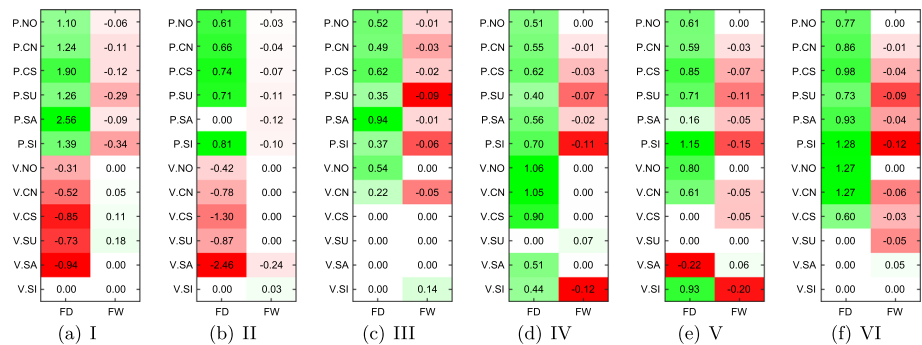 P.NO 1.10 -0.06 P.NO 0.61 -0.03 P.NO 0.52 -0.01 P.NO 0.51 0.00 P.NO 0.61 0.00 P.NO 0.77 0.00
P.CN 1.24 -0.11 P.CN 0.66 -0.04 P.CN 0.49 -0.03 P.CN 0.55 -0.01 P.CN 0.59 -0.03 P.CN 0.86 -0.01
P.CS 1.90 -0.12 P.CS 0.74 -0.07 P.CS 0.62 -0.02 P.CS 0.62 -0.03 P.CS 0.85 -0.07 P.CS 0.98 -0.04
P.SU 1.26 -0.29 P.SU 0.71 -0.11 P.SU 0.35 -0.09 P.SU 0.40 -0.07 P.SU 0.71 -0.11 P.SU 0.73 -0.09
P.SA 2.56 -0.09 P.SA 0.00 -0.12 P.SA 0.94 -0.01 P.SA 0.56 -0.02 P.SA 0.16 -0.05 P.SA 0.93 -0.04
P.SI 1.39 -0.34 P.SI 0.81 -0.10 P.SI 0.37 -0.06 P.SI 0.70 -0.11 P.SI 1.15 -0.15 P.SI 1.28 -0.12
V.NO -0.31 0.00 V.NO -0.42 0.00 V.NO 0.54 0.00 V.NO 1.06 0.00 V.NO 0.80 0.00 V.NO 1.27 0.00
V.CN -0.52 0.05 V.CN -0.78 0.00 V.CN 0.22 -0.05 V.CN 1.05 0.00 V.CN 0.61 -0.05 V.CN 1.27 -0.06
V.CS -0.85 0.11 V.CS -1.30 0.00 V.CS 0.00 0.00 V.CS 0.90 0.00 V.CS 0.00 -0.05 V.CS 0.60 -0.03
V.SU -0.73 0.18 V.SU -0.87 0.00 V.SU 0.00 0.00 V.SU 0.00 0.07 V.SU 0.00 0.00 V.SU 0.00 -0.05
V.SA -0.94 0.00 V.SA -2.46 -0.24 V.SA 0.00 0.00 V.SA 0.51 0.00 V.SA -0.22 0.06 V.SA 0.00 0.05
V.SI 0.00 0.00 V.SI 0.00 0.03 V.SI 0.00 0.14 V.SI 0.44 -0.12 V.SI 0.93 -0.20 V.SI 0.00 0.00
FD FW FD FW FD FW FD FW FD FW FD FW
(a) I (b) II (c) III (d) IV (e) V (f) VI